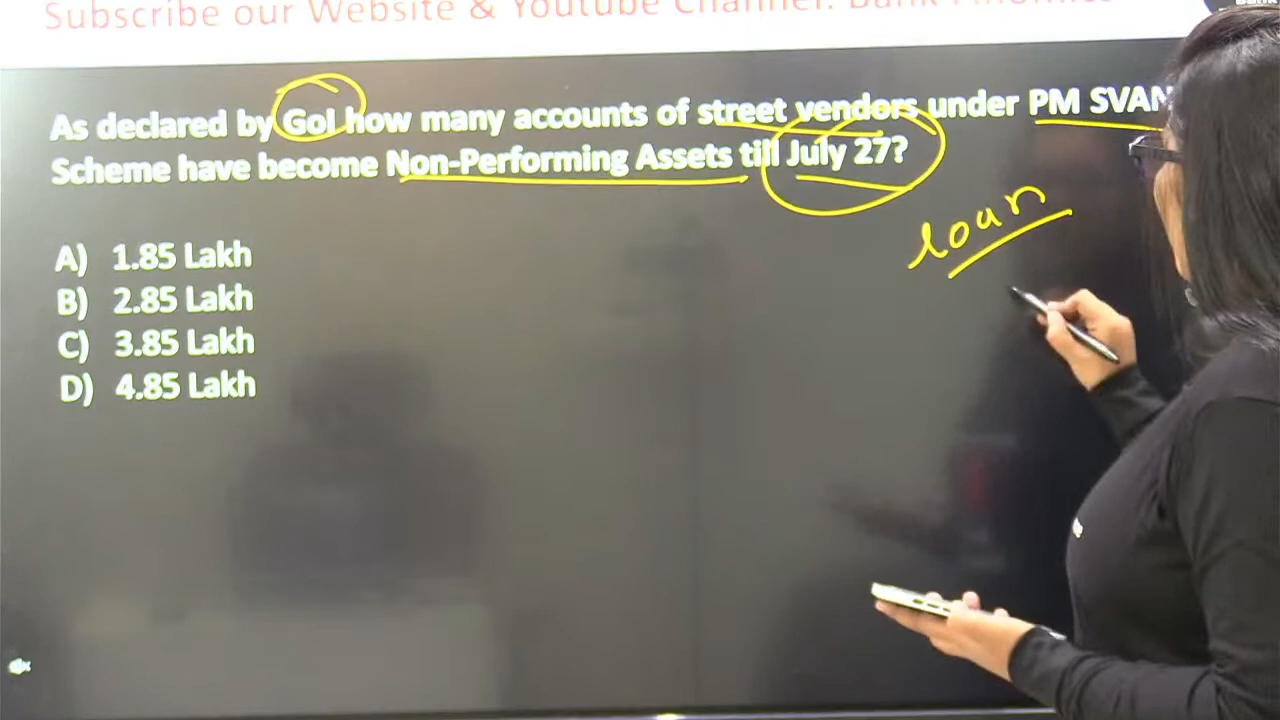 Subscribe our Website & Youtube Channel: Bank
As declared by GoI how many accounts of street vendors under PM SVAN
Scheme have become Non-Performing Assets till July 27?
loan
A) 1.85 Lakh
B) 2.85 Lakh
C) 3.85 Lakh
D) 4.85 Lakh